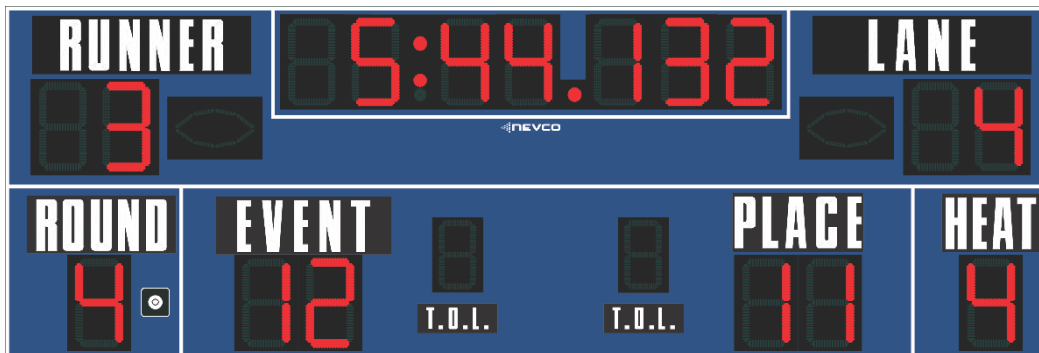 RUNNER 5:44.132 LANE
3 4
NEVCO
ROUND EVENT PLACE HEAT
4 12 11 4
T.O.L. T.O.L.